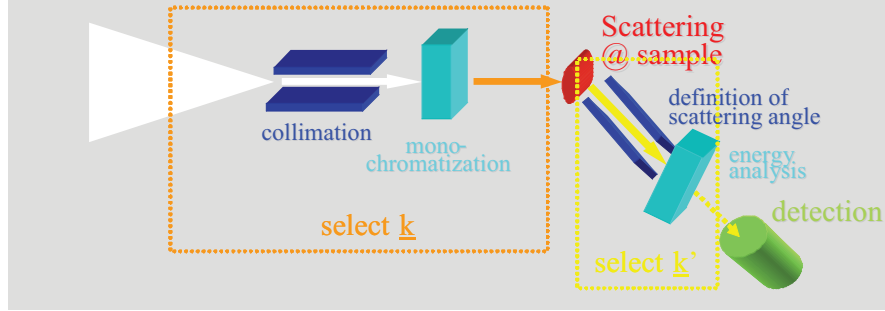 Scattering
@ sample
collimation
mono-
chromatization
definition of
scattering angle
energy
analysis
detection
select k
select k’